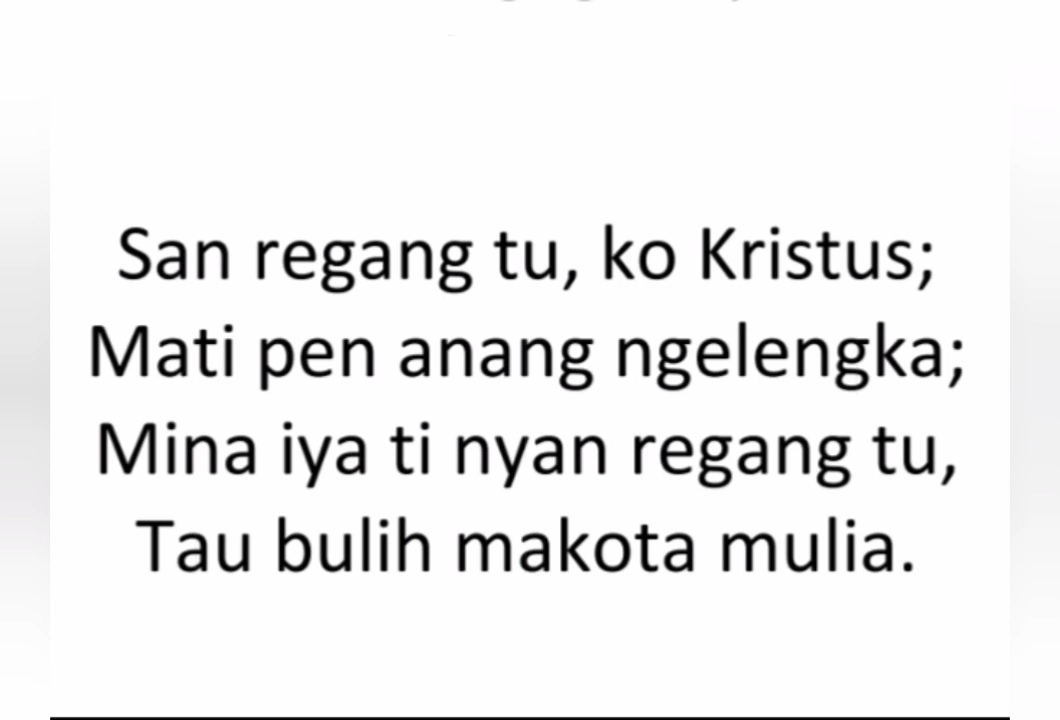 San regang tu, ko Kristus;
Mati pen anang ngelengka;
Mina iya ti nyan regang tu,
Tau bulih makota mulia.